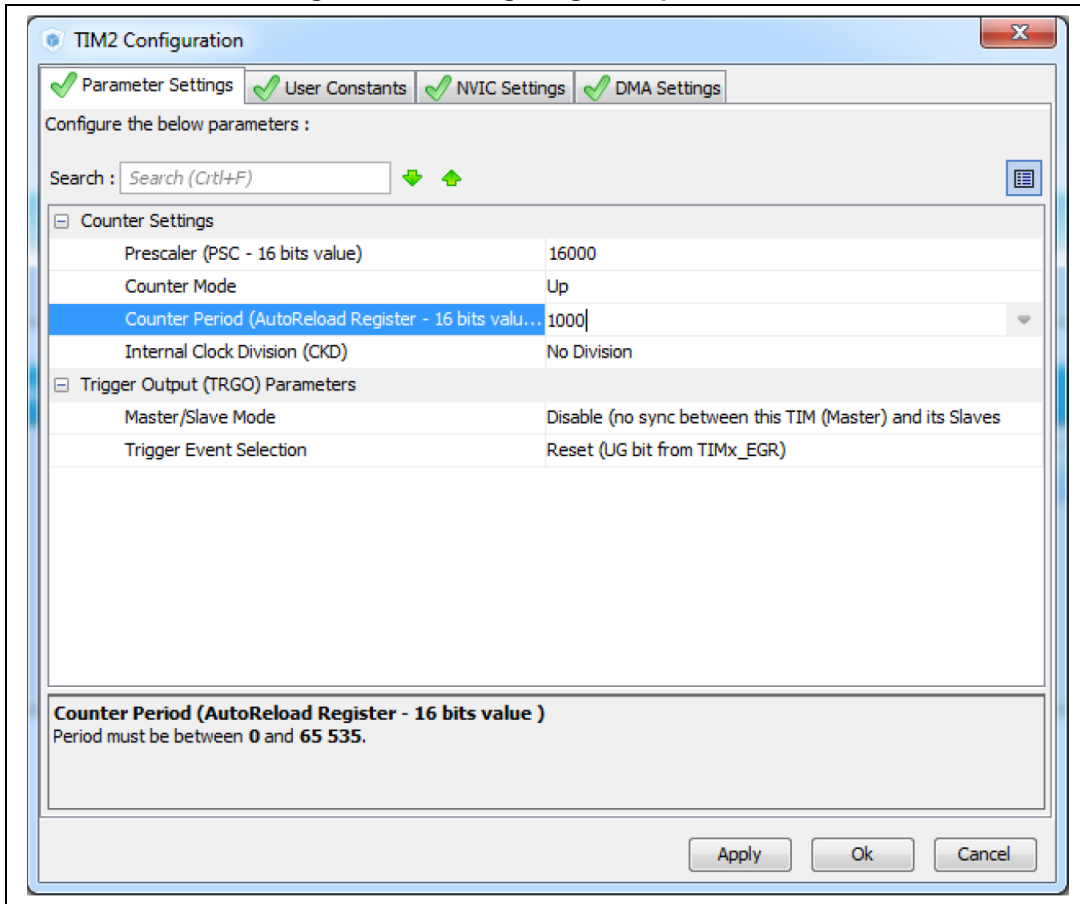 TIM2 Configuration
Parameter Settings User Constants NVIC Settings DMA Settings
Configure the below parameters :
Search : Search (Crtl+F)
Counter Settings
Prescaler (PSC - 16 bits value) 16000
Counter Mode Up
Counter Period (AutoReload Register - 16 bits valu... 1000
Internal Clock Division (CKD) No Division
Trigger Output (TRGO) Parameters
Master/Slave Mode Disable (no sync between this TIM (Master) and its Slaves
Trigger Event Selection Reset (UG bit from TIMx_EGR)
Counter Period (AutoReload Register - 16 bits value )
Period must be between 0 and 65 535.
Apply Ok Cancel